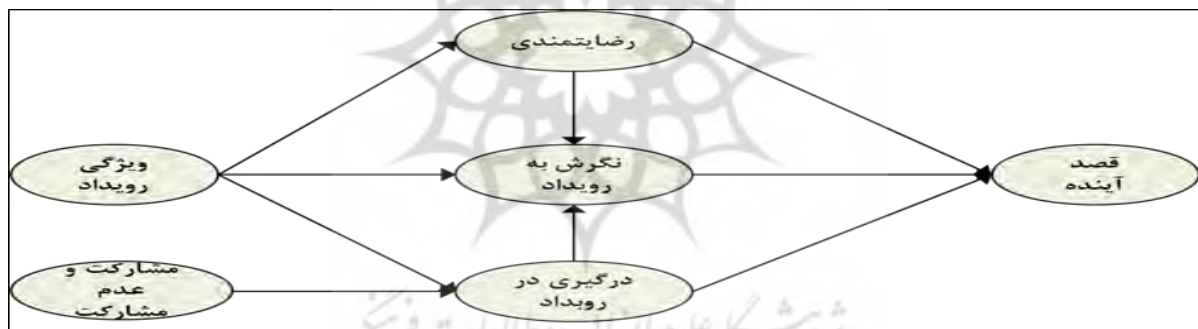 رضایتمندی
ویژگی
رویداد
نگرش به
رویداد
قصد
آینده
مشارکت و
عدم
مشارکت
درگیری در
رویداد